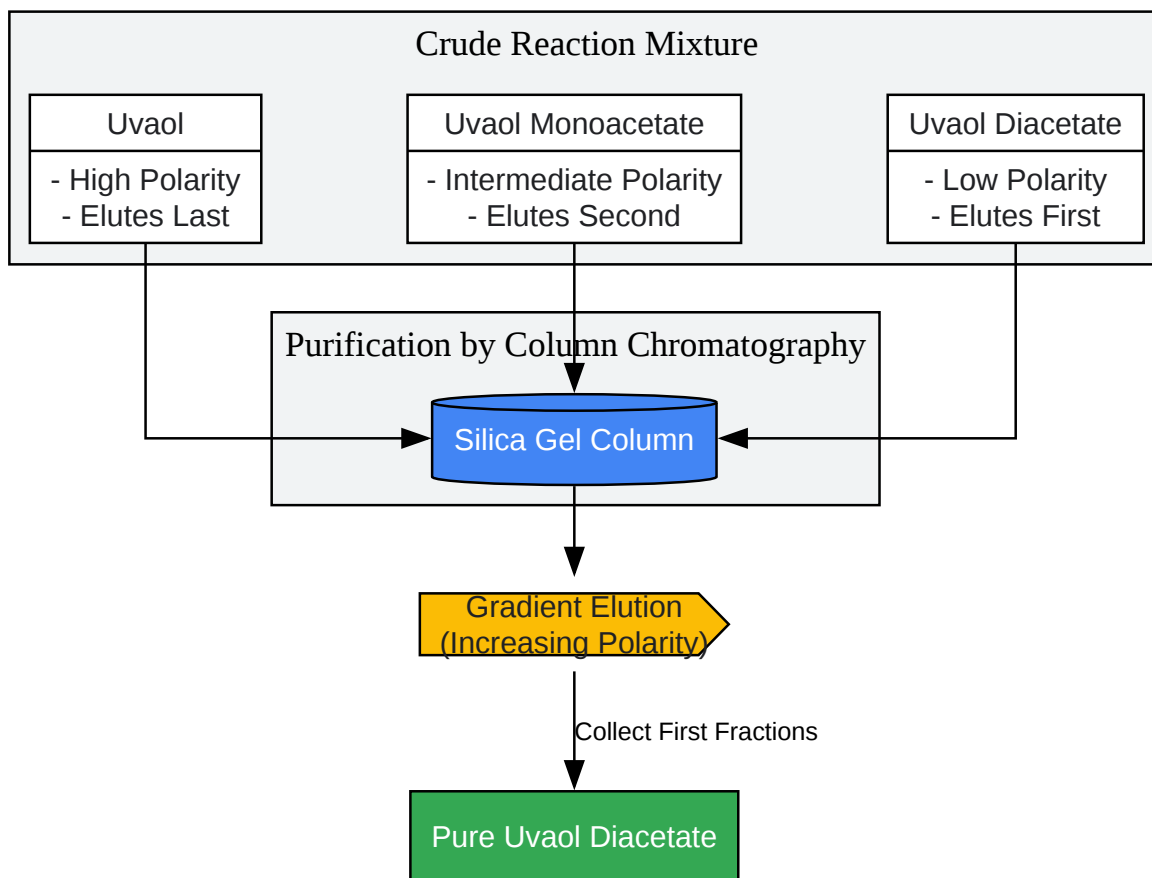 Crude Reaction Mixture
Uvaol
- High Polarity
- Elutes Last
Uvaol Monoacetate
- Intermediate Polarity
- Elutes Second
Uvaol Diacetate
- Low Polarity
- Elutes First
Purification by Column Chromatography
Silica Gel Column
Gradient Elution
(Increasing Polarity)
Collect First Fractions
Pure Uvaol Diacetate